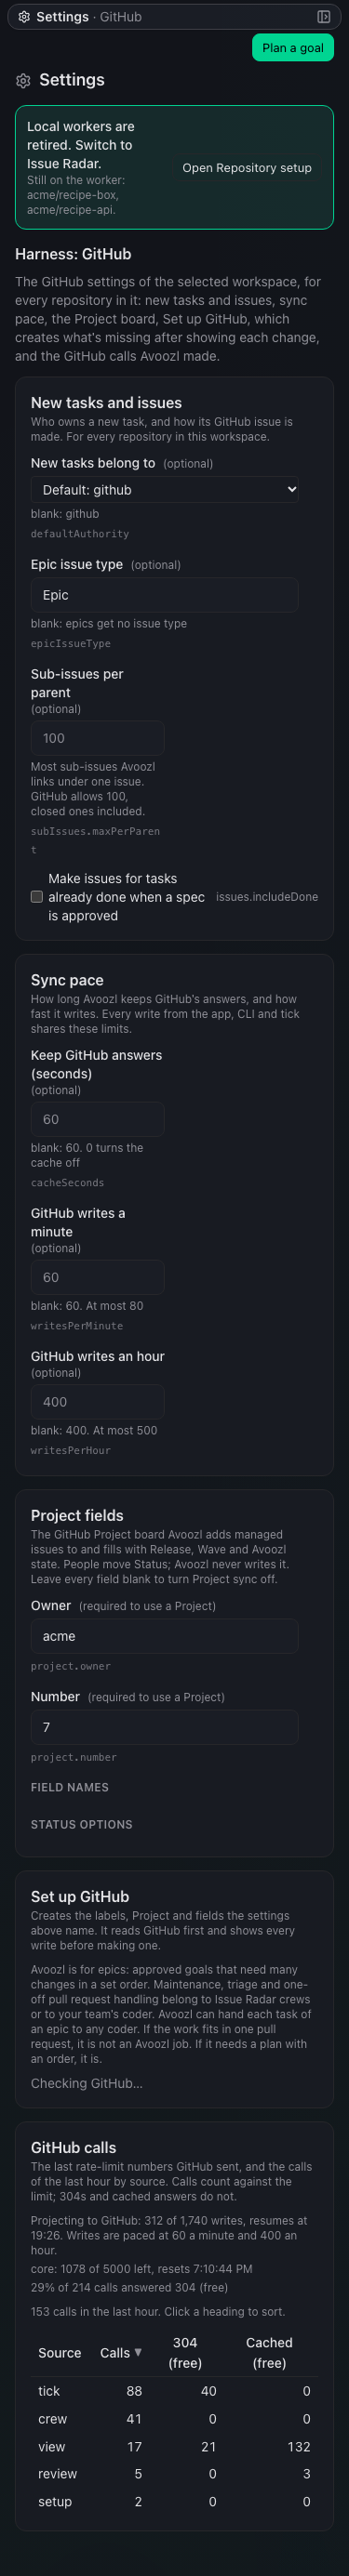 Settings · GitHub
Plan a goal
Settings
Local workers are
retired. Switch to
Issue Radar.
Still on the worker:
acme/recipe-box,
acme/recipe-api.
Open Repository setup
Harness: GitHub
The GitHub settings of the selected workspace, for
every repository in it: new tasks and issues, sync
pace, the Project board, Set up GitHub, which
creates what's missing after showing each change,
and the GitHub calls Avoozl made.
New tasks and issues
Who owns a new task, and how its GitHub issue is
made. For every repository in this workspace.
New tasks belong to (optional)
Default: github
blank: github
defaultAuthority
Epic issue type (optional)
Epic
blank: epics get no issue type
epicIssueType
Sub-issues per
parent
(optional)
100
Most sub-issues Avoozl
links under one issue.
GitHub allows 100,
closed ones included.
subIssues.maxPerParen
t
Make issues for tasks
already done when a spec
is approved
issues.includeDone
Sync pace
How long Avoozl keeps GitHub's answers, and how
fast it writes. Every write from the app, CLI and tick
shares these limits.
Keep GitHub answers
(seconds)
(optional)
60
blank: 60. 0 turns the
cache off
cacheSeconds
GitHub writes a
minute
(optional)
60
blank: 60. At most 80
writesPerMinute
GitHub writes an hour
(optional)
400
blank: 400. At most 500
writesPerHour
Project fields
The GitHub Project board Avoozl adds managed
issues to and fills with Release, Wave and Avoozl
state. People move Status; Avoozl never writes it.
Leave every field blank to turn Project sync off.
Owner (required to use a Project)
acme
project.owner
Number (required to use a Project)
7
project.number
FIELD NAMES
STATUS OPTIONS
Set up GitHub
Creates the labels, Project and fields the settings
above name. It reads GitHub first and shows every
write before making one.
Avoozl is for epics: approved goals that need many
changes in a set order. Maintenance, triage and one-
off pull request handling belong to Issue Radar crews
or to your team's coder. Avoozl can hand each task of
an epic to any coder. If the work fits in one pull
request, it is not an Avoozl job. If it needs a plan with
an order, it is.
Checking GitHub...
GitHub calls
The last rate-limit numbers GitHub sent, and the calls
of the last hour by source. Calls count against the
limit; 304s and cached answers do not.
Projecting to GitHub: 312 of 1,740 writes, resumes at
19:26. Writes are paced at 60 a minute and 400 an
hour.
core: 1078 of 5000 left, resets 7:10:44 PM
29% of 214 calls answered 304 (free)
153 calls in the last hour. Click a heading to sort.
Source Calls ▼ 304 (free) Cached (free)
tick 88 40 0
crew 41 0 0
view 17 21 132
review 5 0 3
setup 2 0 0